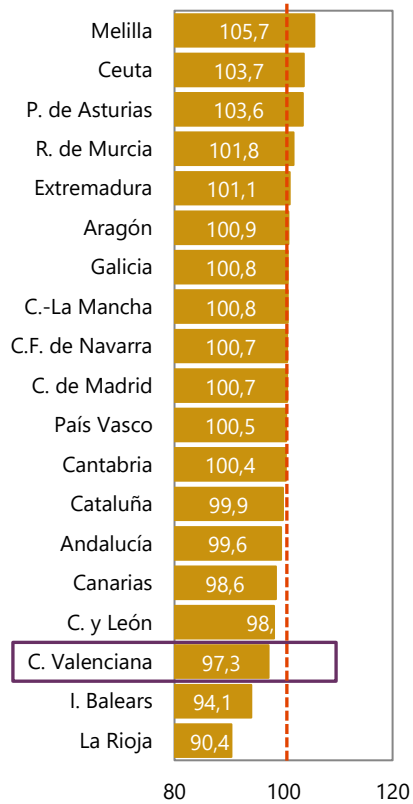 Melilla 105,7
Ceuta 103,7
P. de Asturias 103,6
R. de Murcia 101,8
Extremadura 101,1
Aragón 100,9
Galicia 100,8
C.-La Mancha 100,8
C.F. de Navarra 100,7
C. de Madrid 100,7
País Vasco 100,5
Cantabria 100,4
Cataluña 99,9
Andalucía 99,6
Canarias 98,6
C. y León 98,
C. Valenciana 97,3
I. Balears 94,1
La Rioja 90,4
80 100 120